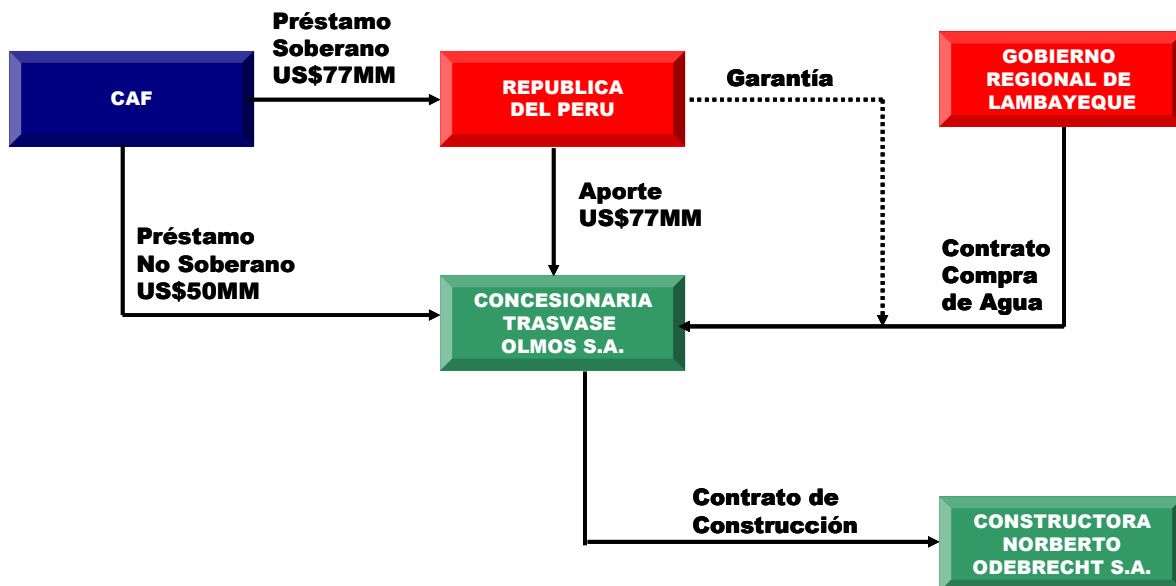 Préstamo
Soberano
US$77MM
CAF
REPUBLICA
DEL PERU
Garantía
GOBIERNO
REGIONAL DE
LAMBAYEQUE
Aporte
US$77MM
Préstamo
No Soberano
US$50MM
Contrato
Compra
de Agua
CONCESIONARIA
TRASVASE
OLMOS S.A.
Contrato de
Construcción
CONSTRUCTORA
NORBERTO
ODEBRECHT S.A.